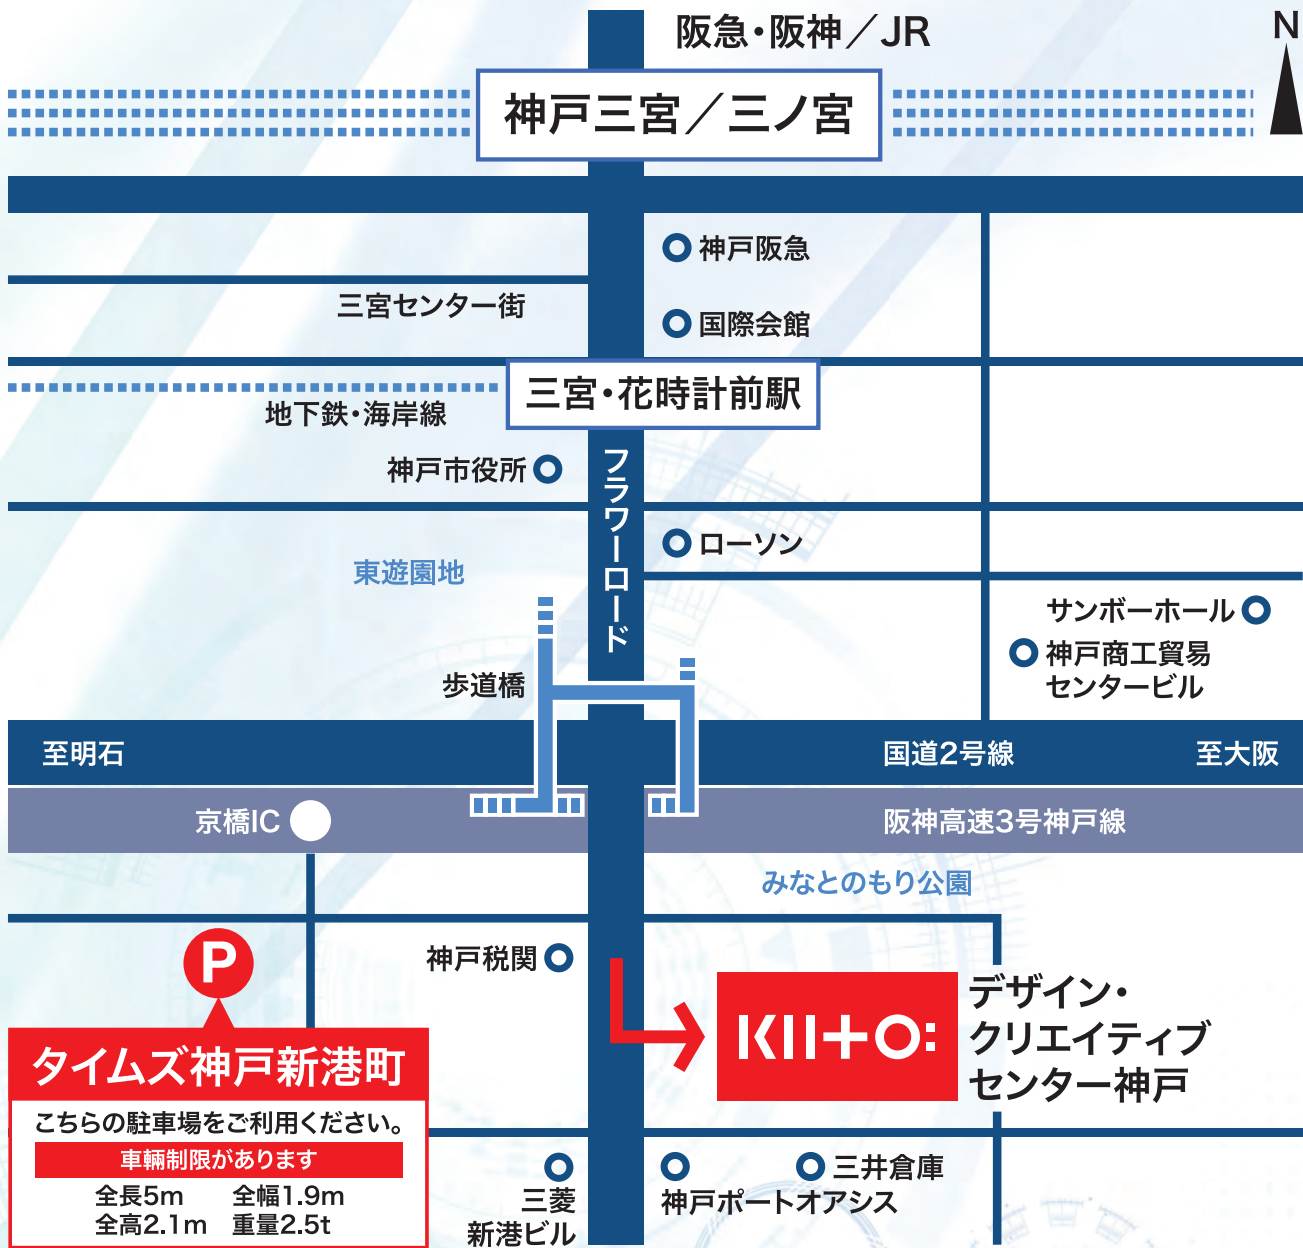 阪急・阪神／JR
N
神戸三宮／三ノ宮
神戸阪急
三宮センター街
国際会館
三宮・花時計前駅
地下鉄・海岸線
神戸市役所
フラワーロード
ローソン
東遊園地
サンボーホール
神戸商工貿易
センタービル
歩道橋
至明石
国道2号線
至大阪
京橋IC
阪神高速3号神戸線
みなとのもり公園
神戸税関
P
KIITO:
デザイン・
クリエイティブ
センター神戸
タイムズ神戸新港町
こちらの駐車場をご利用ください。
車輛制限があります
全長5m 全幅1.9m
全高2.1m 重量2.5t
三菱
新港ビル
神戸ポートオアシス
三井倉庫